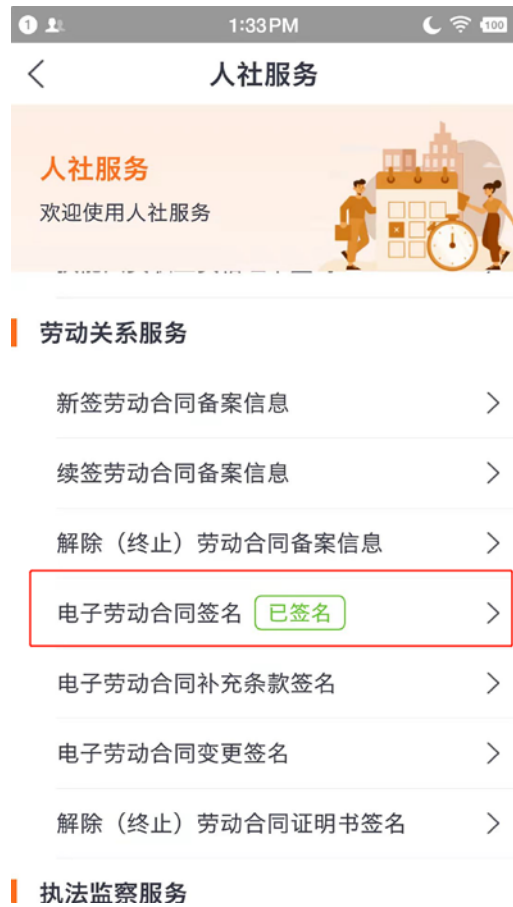 1
1:33PM
100
人社服务
人社服务
欢迎使用人社服务
劳动关系服务
新签劳动合同备案信息
续签劳动合同备案信息
解除（终止）劳动合同备案信息
电子劳动合同签名 已签名
电子劳动合同补充条款签名
电子劳动合同变更签名
解除（终止）劳动合同证明书签名
执法监察服务